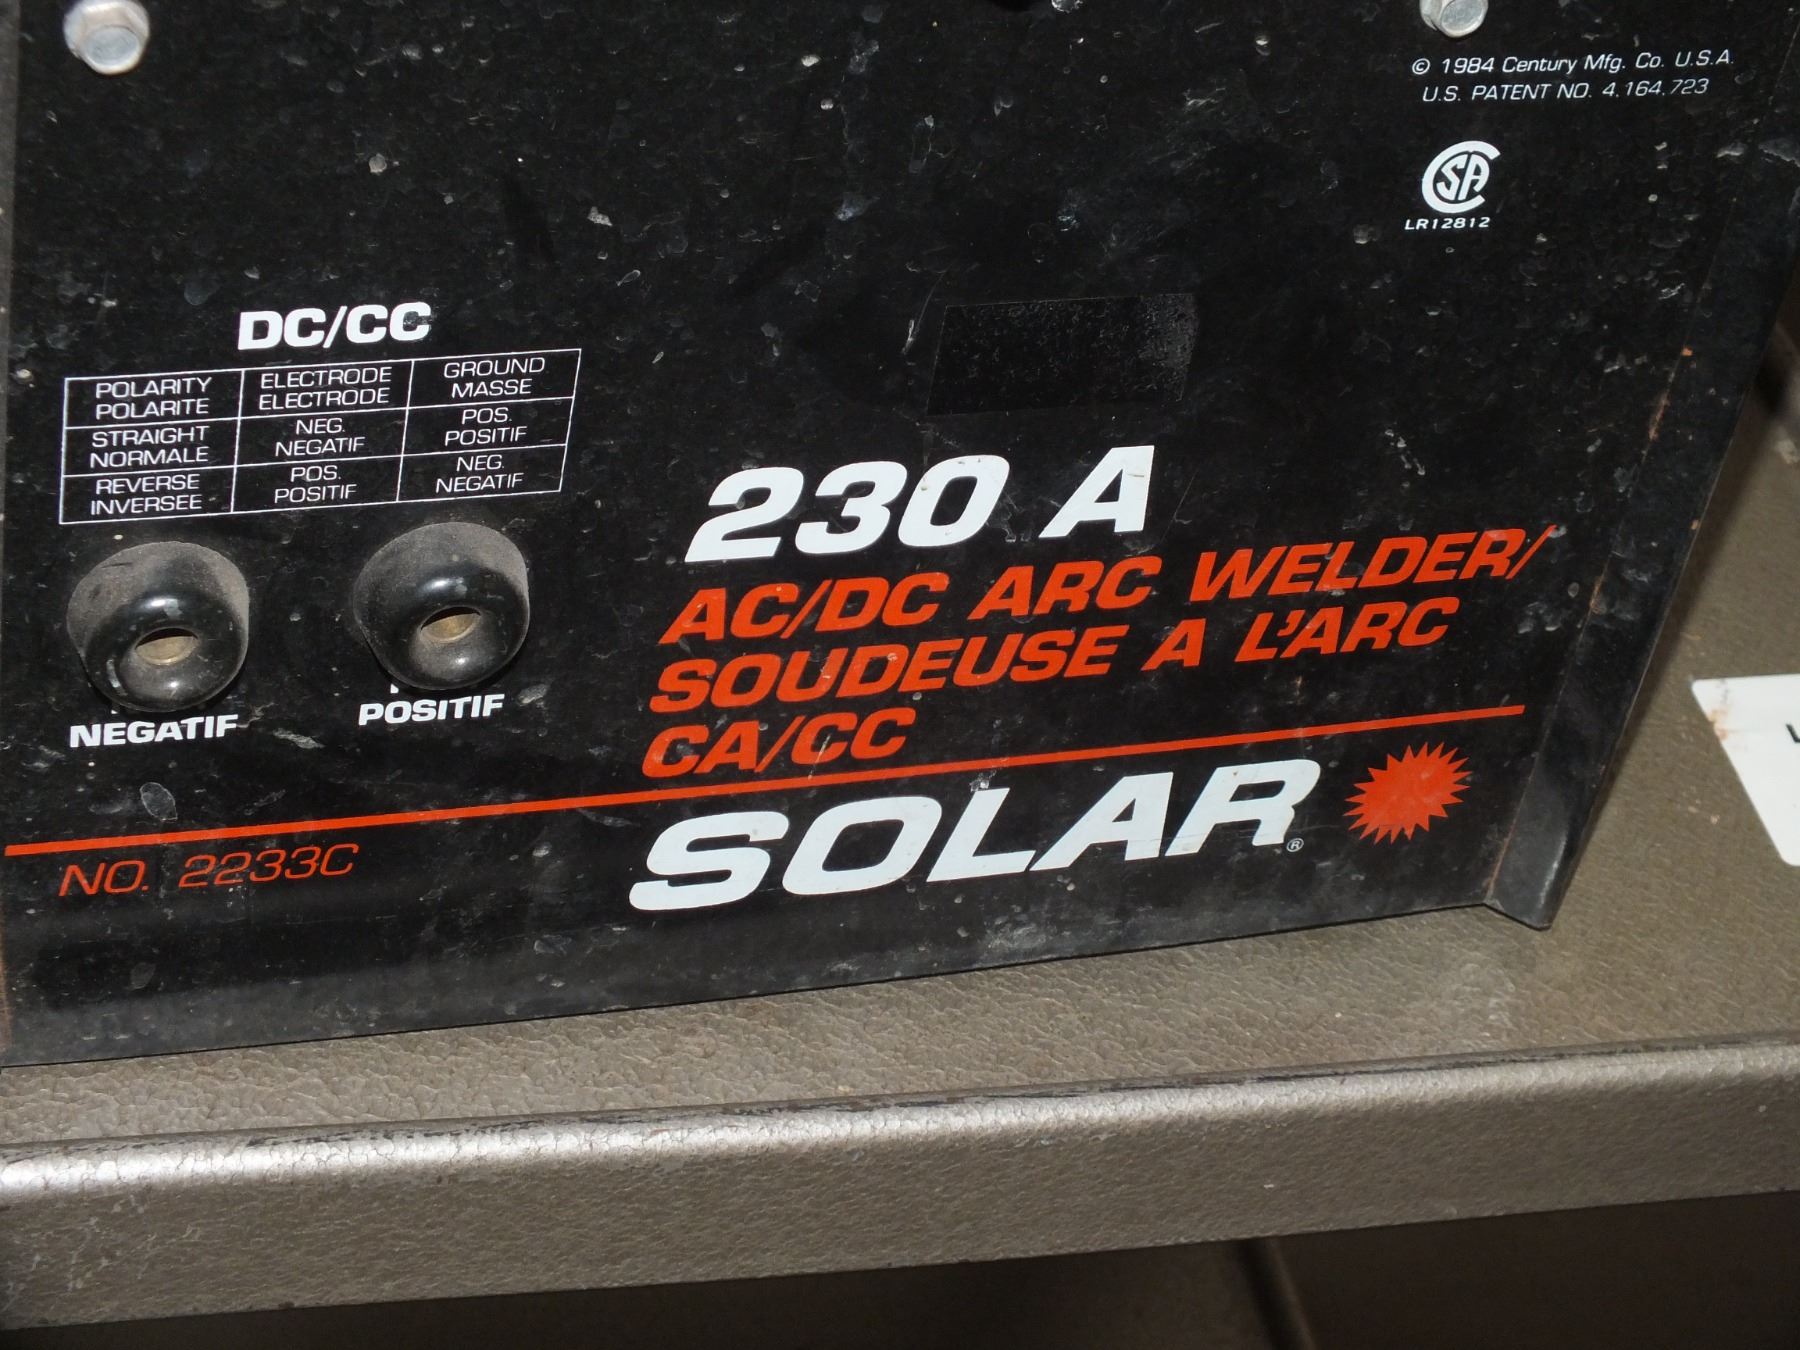 © 1984 Century Mfg. Co. U.S.A.
U.S. PATENT NO. 4,164,723
CSA
LR12812
DC/CC
POLARITY ELECTRODE GROUND
POLARITE ELECTRODE MASSE
STRAIGHT NEG. POS.
NORMALE NEGATIF POSITIF
REVERSE POS. NEG.
INVERSEE POSITIF NEGATIF
NEGATIF
POSITIF
230 A
AC/DC ARC WELDER/
SOUDEUSE A L'ARC
CA/CC
NO. 2233C
SOLAR®